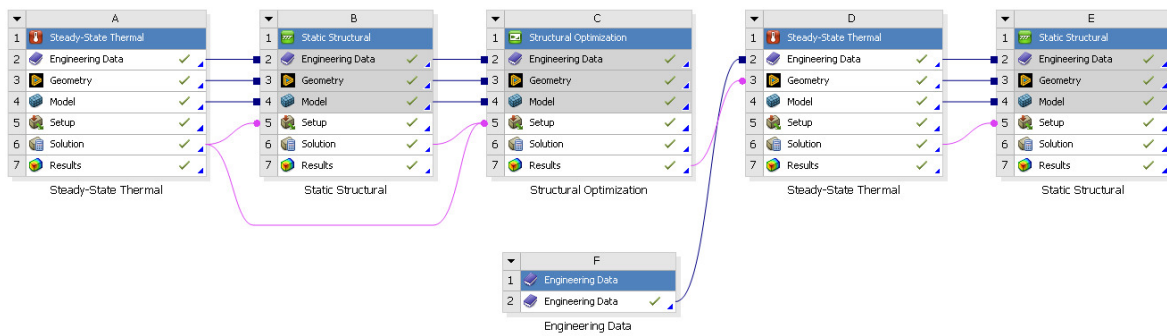 A
1 Steady-State Thermal
2 Engineering Data
3 Geometry
4 Model
5 Setup
6 Solution
7 Results
Steady-State Thermal
B
1 Static Structural
2 Engineering Data
3 Geometry
4 Model
5 Setup
6 Solution
7 Results
Static Structural
C
1 Structural Optimization
2 Engineering Data
3 Geometry
4 Model
5 Setup
6 Solution
7 Results
Structural Optimization
D
1 Steady-State Thermal
2 Engineering Data
3 Geometry
4 Model
5 Setup
6 Solution
7 Results
Steady-State Thermal
E
1 Static Structural
2 Engineering Data
3 Geometry
4 Model
5 Setup
6 Solution
7 Results
Static Structural
F
1 Engineering Data
2 Engineering Data
Engineering Data